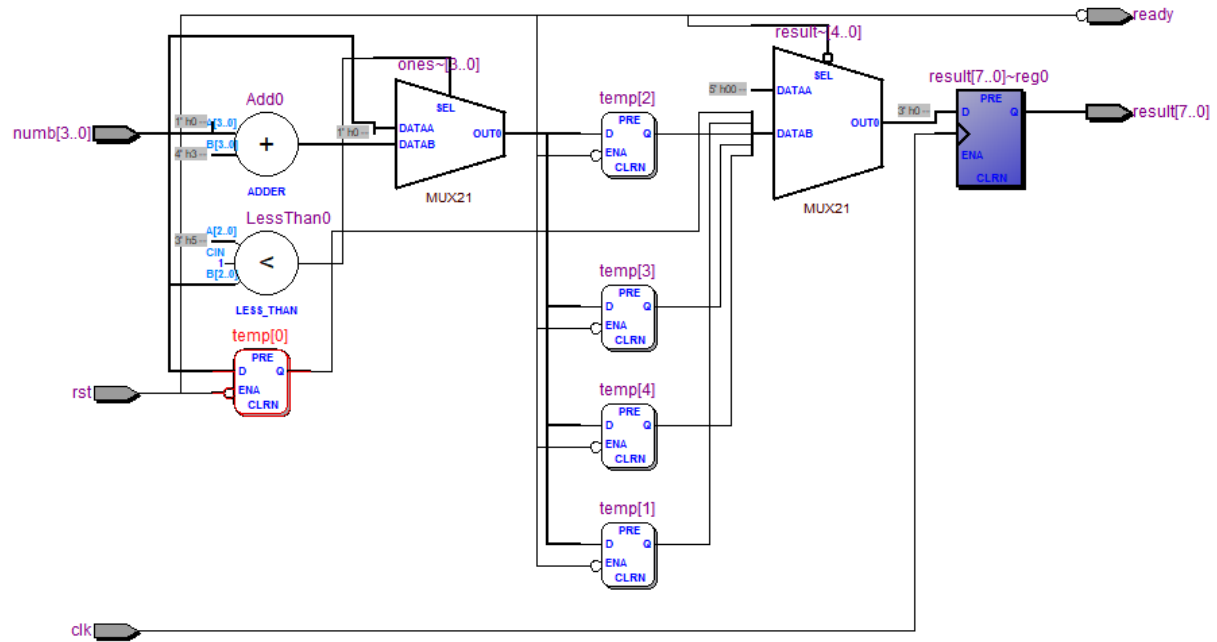 ready
result~[4..0]
ones~[3..0]
SEL
result[7..0]~reg0
5' h00 --
DATAA
temp[2]
Add0
SEL
3' h0 --
PRE
D
Q
ENA
CLRN
result[7..0]
OUT0
DATAB
numb[3..0]
1' h0 --
A[3..0]
B[3..0]
4' h3 --
+
ADDER
DATAA
1' h0 --
DATAB
OUT0
MUX21
PRE
D
Q
ENA
CLRN
MUX21
LessThan0
3' h5 --
A[2..0]
CIN
1
B[2..0]
<
LESS_THAN
temp[3]
PRE
D
Q
ENA
CLRN
temp[0]
PRE
D
Q
ENA
CLRN
rst
temp[4]
PRE
D
Q
ENA
CLRN
temp[1]
PRE
D
Q
ENA
CLRN
clk